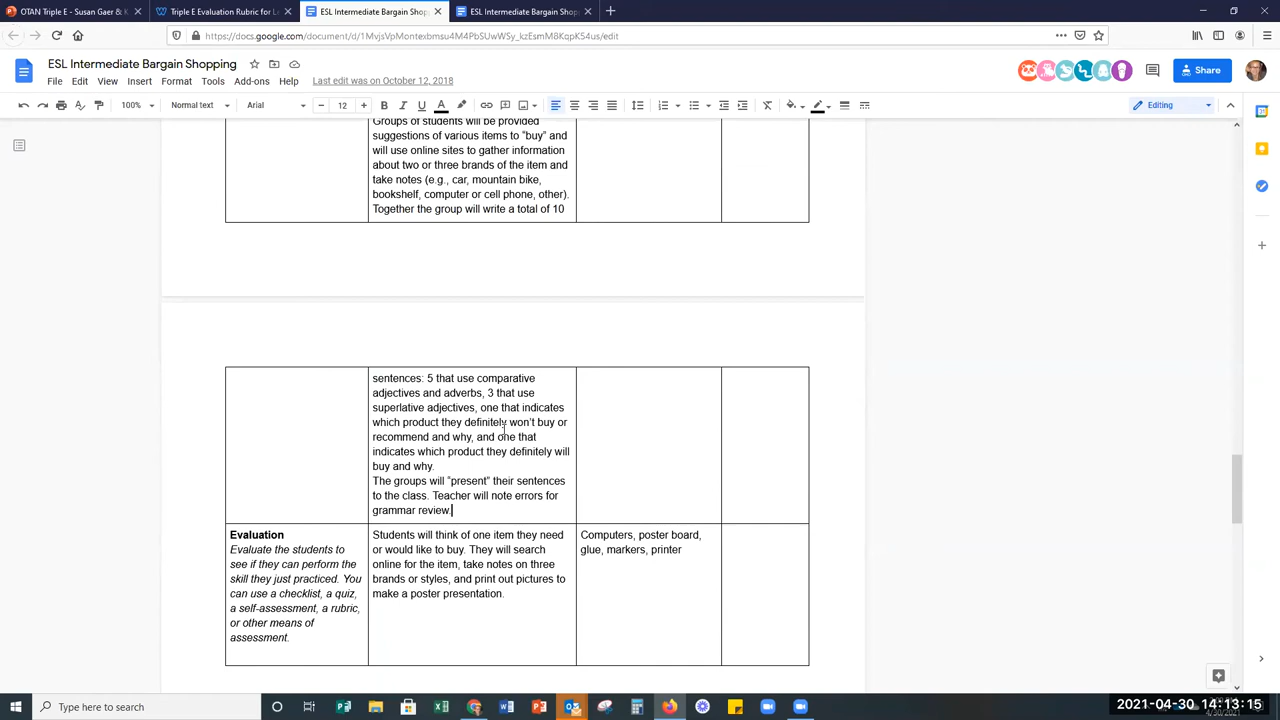 OTAN Triple E - Susan Gaer & K
Triple E Evaluation Rubric for Le
ESL Intermediate Bargain Shop
ESL Intermediate Bargain Shopp
https://docs.google.com/document/d/1MvjsVpMontexbmsu4M4PbSUwWSy_kzEsmM8KqpK54us/edit
ESL Intermediate Bargain Shopping
File Edit View Insert Format Tools Add-ons Help Last edit was on October 12, 2018
Share
100% Normal text Arial 12 Editing
Groups of students will be provided
suggestions of various items to "buy" and
will use online sites to gather information
about two or three brands of the item and
take notes (e.g., car, mountain bike,
bookshelf, computer or cell phone, other).
Together the group will write a total of 10
sentences: 5 that use comparative
adjectives and adverbs, 3 that use
superlative adjectives, one that indicates
which product they definitely won't buy or
recommend and why, and one that
indicates which product they definitely will
buy and why.
The groups will "present" their sentences
to the class. Teacher will note errors for
grammar review.
Evaluation
Evaluate the students to
see if they can perform the
skill they just practiced. You
can use a checklist, a quiz,
a self-assessment, a rubric,
or other means of
assessment.
Students will think of one item they need
or would like to buy. They will search
online for the item, take notes on three
brands or styles, and print out pictures to
make a poster presentation.
Computers, poster board,
glue, markers, printer
Type here to search
2021-04-30 14:13:15